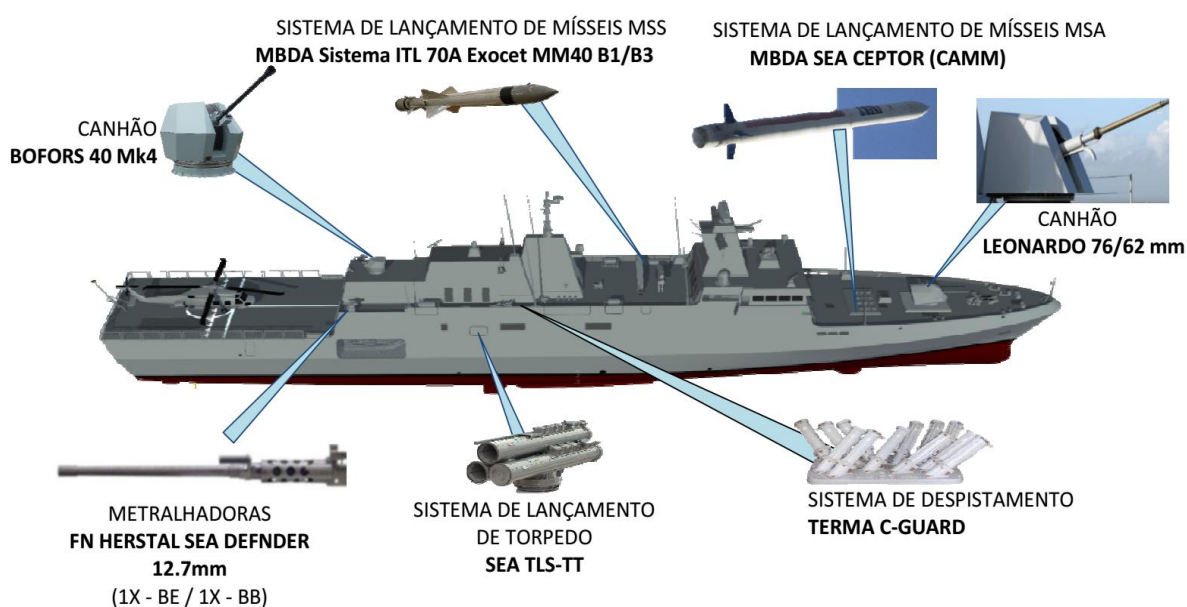 SISTEMA DE LANÇAMENTO DE MÍSSEIS MSS
MBDA Sistema ITL 70A Exocet MM40 B1/B3
SISTEMA DE LANÇAMENTO DE MÍSSEIS MSA
MBDA SEA CEPTOR (CAMM)
CANHÃO
BOFORS 40 Mk4
CANHÃO
LEONARDO 76/62 mm
METRALHADORAS
FN HERSTAL SEA DEFNDER
12.7mm
(1X - BE / 1X - BB)
SISTEMA DE LANÇAMENTO
DE TORPEDO
SEA TLS-TT
SISTEMA DE DESPISTAMENTO
TERMA C-GUARD